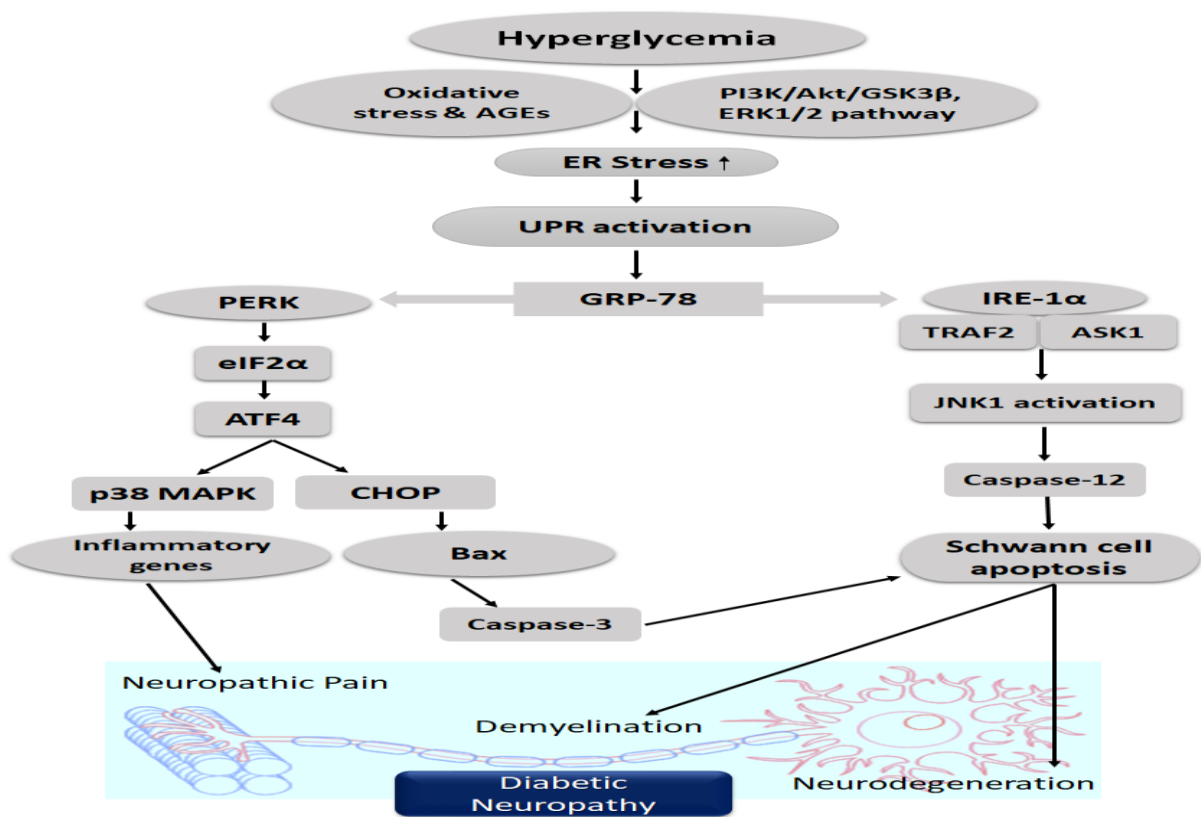 Hyperglycemia
Oxidative
stress & AGEs
PI3K/Akt/GSK3β,
ERK1/2 pathway
ER Stress ↑
UPR activation
PERK
GRP-78
IRE-1α
TRAF2
ASK1
eIF2α
JNK1 activation
ATF4
p38 MAPK
CHOP
Caspase-12
Inflammatory
genes
Bax
Schwann cell
apoptosis
Caspase-3
Neuropathic Pain
Demyelination
Neurodegeneration
Diabetic
Neuropathy